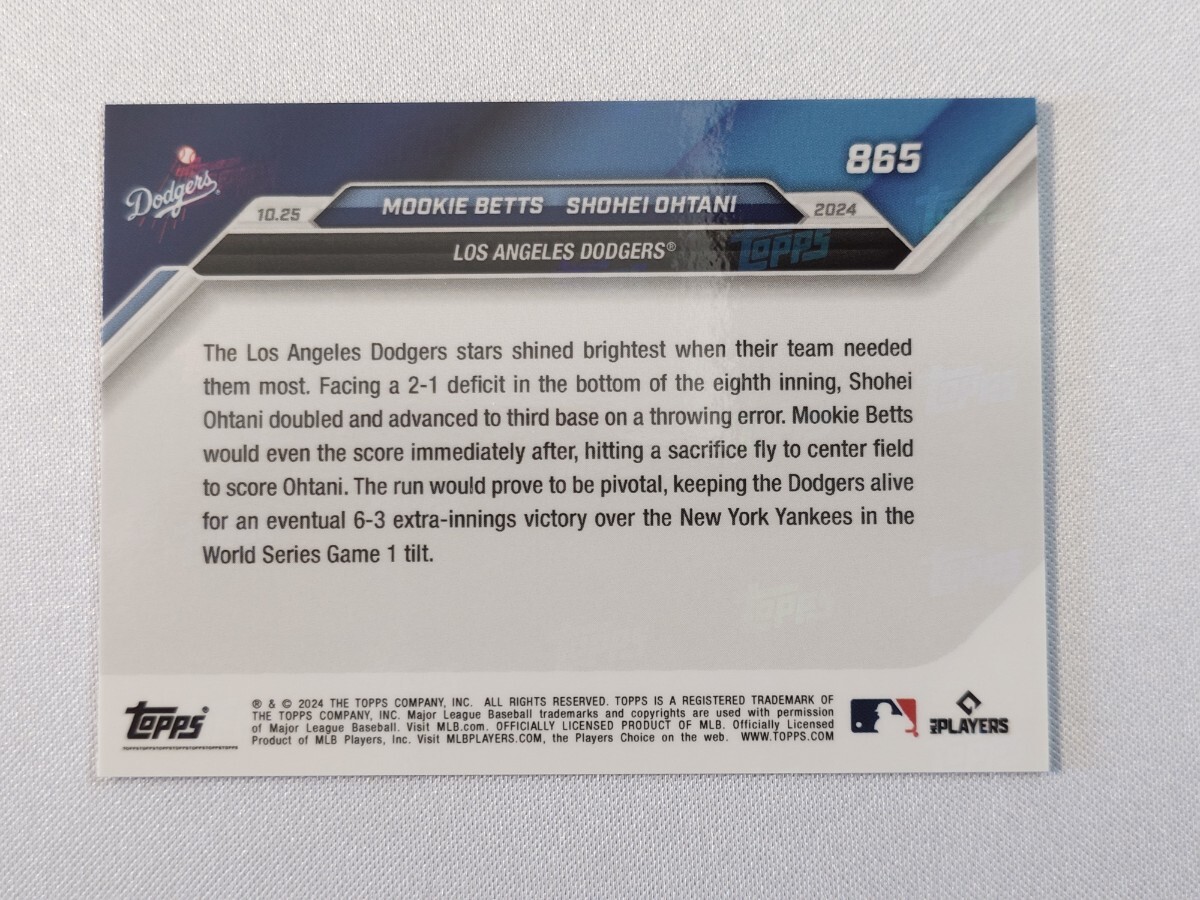 Dodgers
865
10.25 MOOKIE BETTS SHOHEI OHTANI 2024
LOS ANGELES DODGERS®
Topps
The Los Angeles Dodgers stars shined brightest when their team needed
them most. Facing a 2-1 deficit in the bottom of the eighth inning, Shohei
Ohtani doubled and advanced to third base on a throwing error. Mookie Betts
would even the score immediately after, hitting a sacrifice fly to center field
to score Ohtani. The run would prove to be pivotal, keeping the Dodgers alive
for an eventual 6-3 extra-innings victory over the New York Yankees in the
World Series Game 1 tilt.
Topps
Topps®
® & © 2024 THE TOPPS COMPANY, INC. ALL RIGHTS RESERVED. TOPPS IS A REGISTERED TRADEMARK OF
THE TOPPS COMPANY, INC. Major League Baseball trademarks and copyrights are used with permission
of Major League Baseball. Visit MLB.com. OFFICIALLY LICENSED PRODUCT OF MLB. Officially Licensed
Product of MLB Players, Inc. Visit MLBPLAYERS.COM, the Players Choice on the web. WWW.TOPPS.COM
MLB PLAYERS